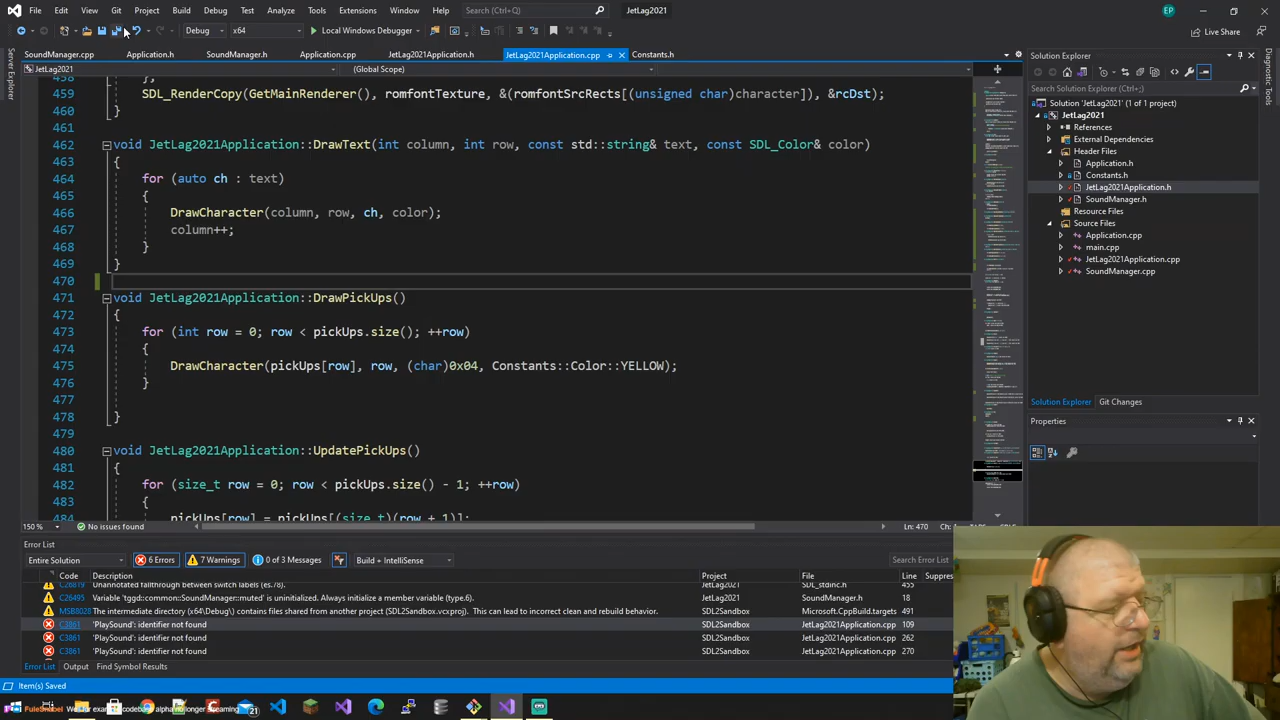 File Edit View Git Project Build Debug Test Analyze Tools Extensions Window Help Search (Ctrl+Q) JetLag2021 EP
Debug x64 Local Windows Debugger Live Share
SoundManager.cpp Application.h SoundManager.h Application.cpp JetLag2021Application.h JetLag2021Application.cpp Constants.h
Server Explorer
Diagnostic
JetLag2021 (Global Scope)
458 };
459 SDL_RenderCopy(GetMainRenderer(), romfontTexture, &(romfontSrcRects[(unsigned char)character]), &rcDst);
460 }
461
462 void JetLag2021Application::DrawText(int column, int row, const std::string& text, const SDL_Color& color)
463 {
464 for (auto ch : text)
465 {
466 DrawCharacter(column, row, ch, color);
467 column++;
468 }
469 }
470
471 void JetLag2021Application::DrawPickUps()
472 {
473 for (int row = 0; row < pickUps.size(); ++row)
474 {
475 DrawCharacter(pickUps[row], row, (char)0x04, Constants::Color::YELLOW);
476 }
477
478 }
479
480 void JetLag2021Application::UpdatePickUps()
481 {
482 for (size_t row = 0; row < pickUps.size() - 1; ++row)
483 {
484 pickUps[row] = pickUps[(size_t)(row + 1)];
150 % No issues found Ln: 470
Solution Explorer
Search Solution Explorer (Ctrl+;)
Solution 'JetLag2021' (1 of 1 project)
JetLag2021
References
External Dependencies
Header Files
Application.h
Constants.h
JetLag2021Application.h
SoundManager.h
Resource Files
Source Files
Application.cpp
main.cpp
JetLag2021Application.cpp
SoundManager.cpp
Solution Explorer Git Changes
Properties
Error List
Entire Solution 6 Errors 7 Warnings 0 of 3 Messages Build + IntelliSense Search Error List
Code Description Project File Line Suppres
C26819 Unannotated fallthrough between switch labels (es.78). JetLag2021 SDL_stdinc.h 455
C26495 Variable 'tggd::common::SoundManager::muted' is uninitialized. Always initialize a member variable (type.6). JetLag2021 SoundManager.h 18
MSB8028 The intermediate directory (x64\Debug\) contains files shared from another project (SDL2Sandbox.vcxproj). This can lead to incorrect clean and rebuild behavior. SDL2Sandbox Microsoft.CppBuild.targets 491
C3861 'PlaySound': identifier not found SDL2Sandbox JetLag2021Application.cpp 109
C3861 'PlaySound': identifier not found SDL2Sandbox JetLag2021Application.cpp 262
C3861 'PlaySound': identifier not found SDL2Sandbox JetLag2021Application.cpp 270
Error List Output Find Symbol Results
Item(s) Saved